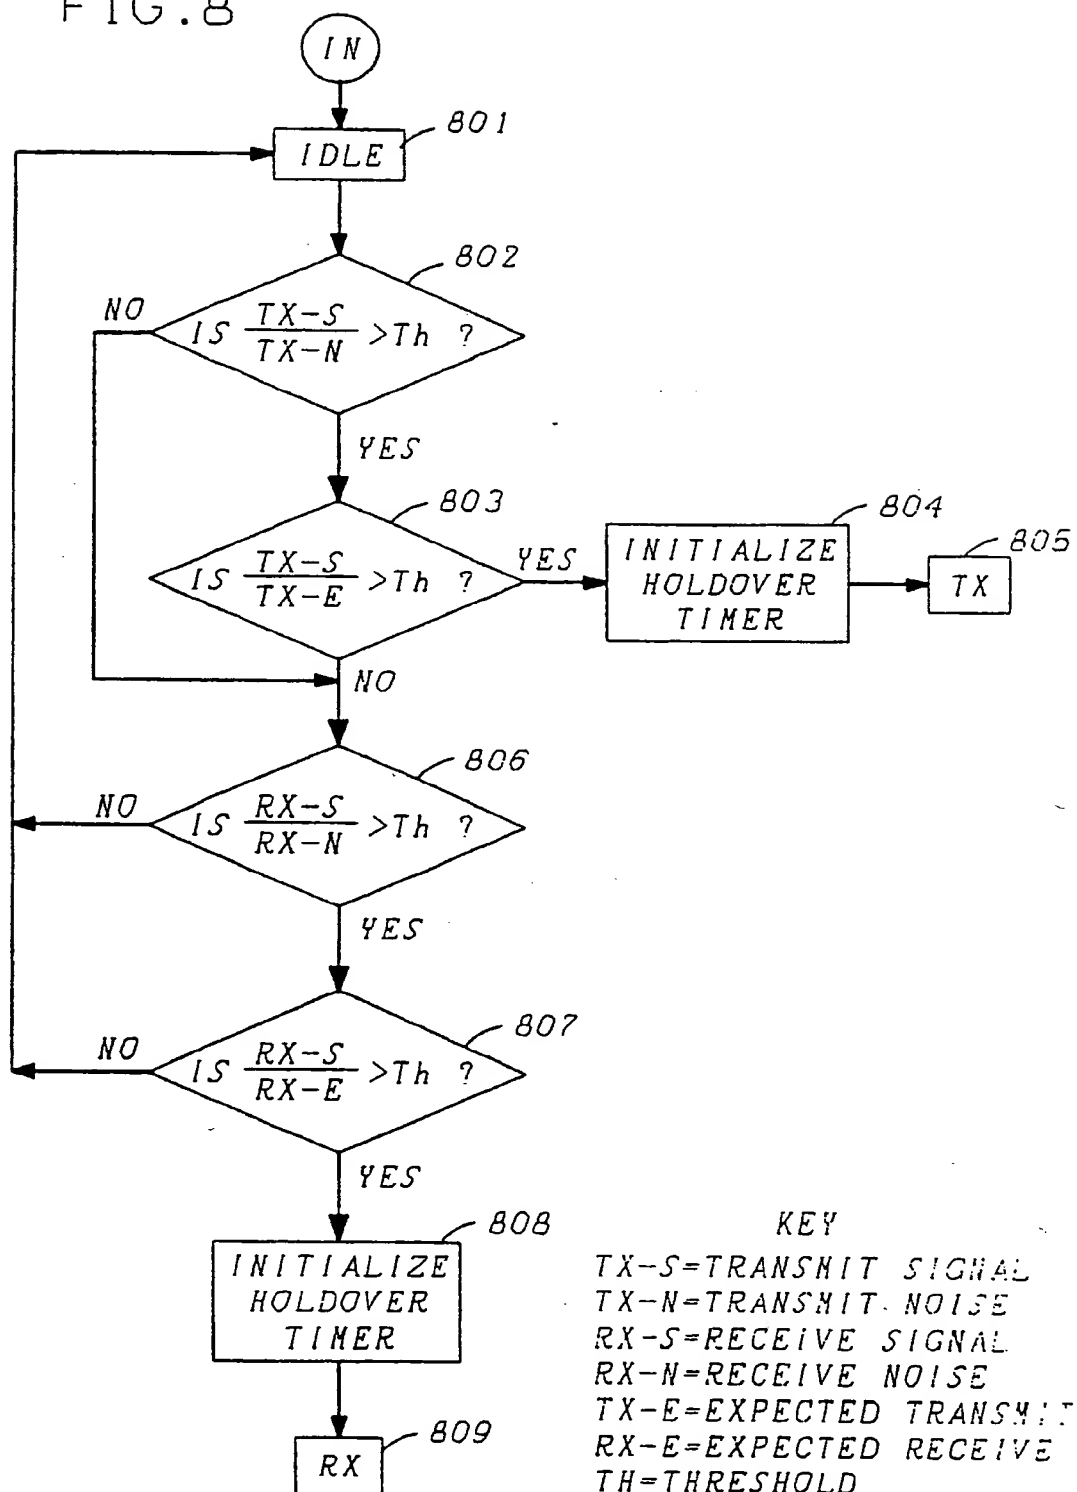 FIG.8
IN
801
IDLE
802
NO
IS TX-S
TX-N >Th ?
YES
803
IS TX-S
TX-E >Th ?
YES
804
INITIALIZE
HOLDOVER
TIMER
805
TX
NO
806
NO
IS RX-S
RX-N >Th ?
YES
807
NO
IS RX-S
RX-E >Th ?
YES
808
INITIALIZE
HOLDOVER
TIMER
809
RX
KEY
TX-S=TRANSMIT SIGNAL
TX-N=TRANSMIT NOISE
RX-S=RECEIVE SIGNAL
RX-N=RECEIVE NOISE
TX-E=EXPECTED TRANSMIT
RX-E=EXPECTED RECEIVE
TH=THRESHOLD